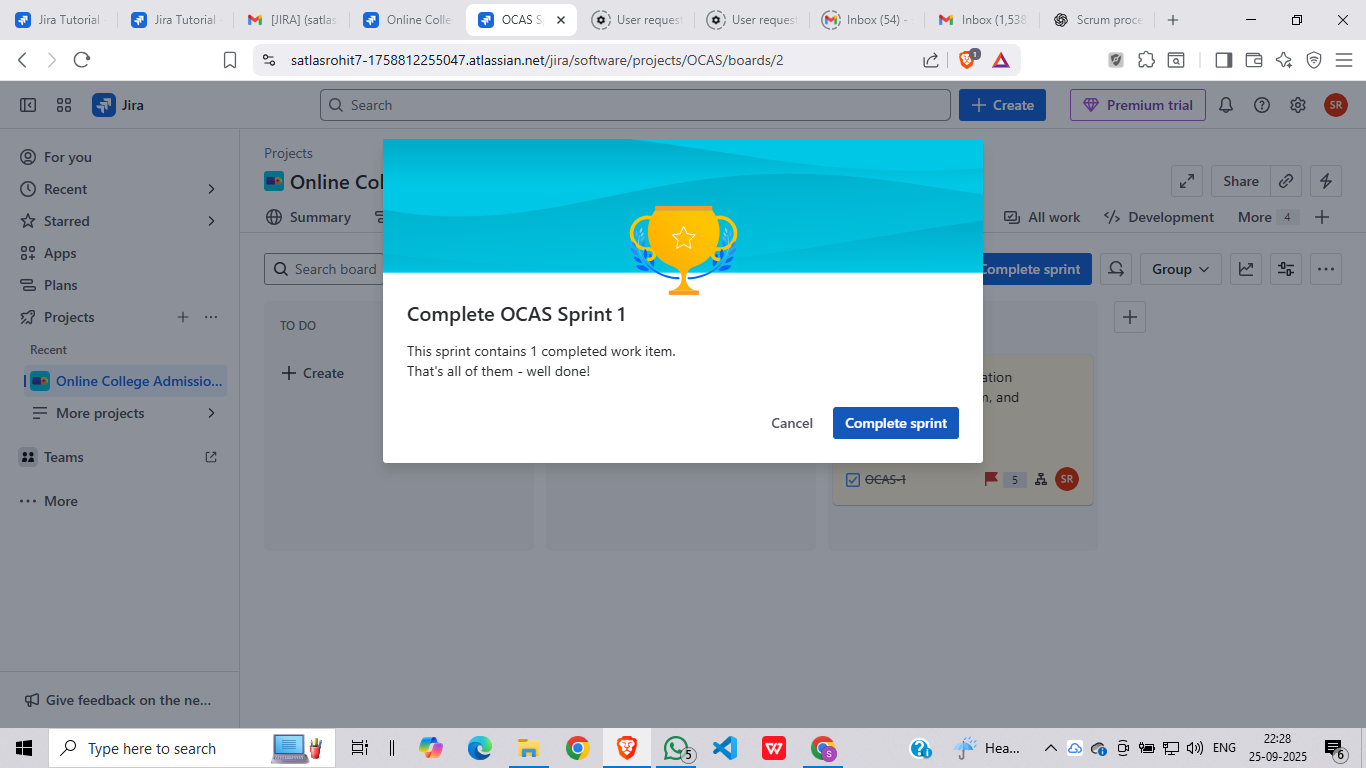 Jira Tutorial
Jira Tutorial
[JIRA] (satlas
Online Colle
OCAS S
User request
User request
Inbox (54) -
Inbox (1,538
Scrum proce
satlasrohit7-1758812255047.atlassian.net/jira/software/projects/OCAS/boards/2
1
Jira
Search
Create
Premium trial
SR
For you
Recent
Starred
Apps
Plans
Projects
Recent
Online College Admissio...
More projects
Teams
More
Give feedback on the ne...
Projects
Online Col
Share
Summary
All work
Development
More 4
Search board
Complete sprint
Group
TO DO
Create
ation
n, and
OCAS-1
5
SR
Complete OCAS Sprint 1
This sprint contains 1 completed work item.
That's all of them - well done!
Cancel
Complete sprint
Type here to search
5
S
Hea...
ENG
22:28
25-09-2025
6